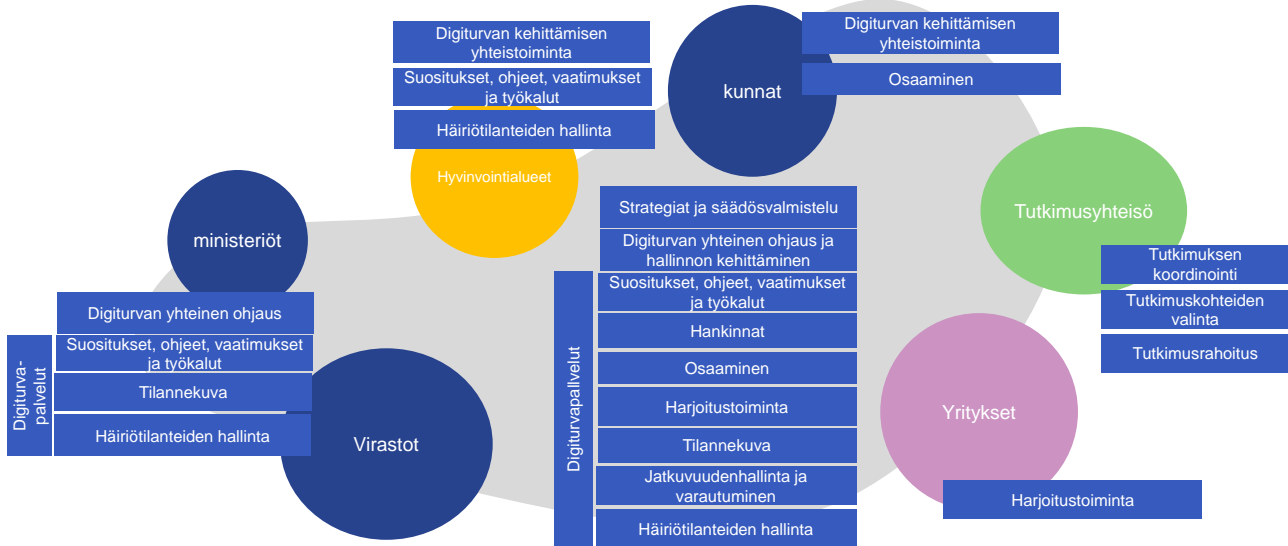 Digiturvan kehittämisen
yhteistoiminta
Suositukset, ohjeet, vaatimukset
ja työkalut
Häiriötilanteiden hallinta
Hyvinvointialueet
kunnat
Digiturvan kehittämisen
yhteistoiminta
Osaaminen
Tutkimusyhteisö
Tutkimuksen
koordinointi
Tutkimuskohteiden
valinta
Tutkimusrahoitus
ministeriöt
Digiturvan yhteinen ohjaus
Digiturva-
palvelut
Suositukset, ohjeet, vaatimukset
ja työkalut
Tilannekuva
Häiriötilanteiden hallinta
Virastot
Strategiat ja säädösvalmistelu
Digiturvan yhteinen ohjaus ja
hallinnon kehittäminen
Digiturvapallvelut
Suositukset, ohjeet, vaatimukset
ja työkalut
Hankinnat
Osaaminen
Harjoitustoiminta
Tilannekuva
Jatkuvuudenhallinta ja
varautuminen
Häiriötilanteiden hallinta
Yritykset
Harjoitustoiminta